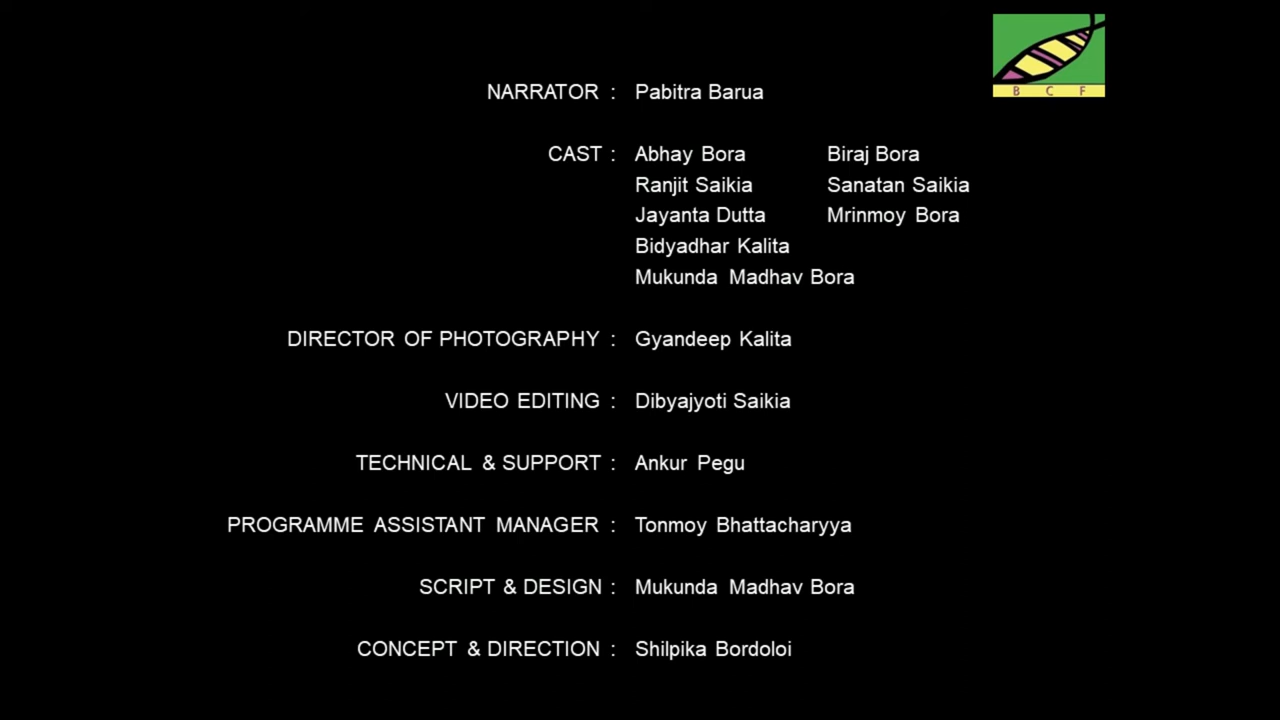 B C F
NARRATOR : Pabitra Barua
CAST : Abhay Bora Biraj Bora
Ranjit Saikia Sanatan Saikia
Jayanta Dutta Mrinmoy Bora
Bidyadhar Kalita
Mukunda Madhav Bora
DIRECTOR OF PHOTOGRAPHY : Gyandeep Kalita
VIDEO EDITING : Dibyajyoti Saikia
TECHNICAL & SUPPORT : Ankur Pegu
PROGRAMME ASSISTANT MANAGER : Tonmoy Bhattacharyya
SCRIPT & DESIGN : Mukunda Madhav Bora
CONCEPT & DIRECTION : Shilpika Bordoloi